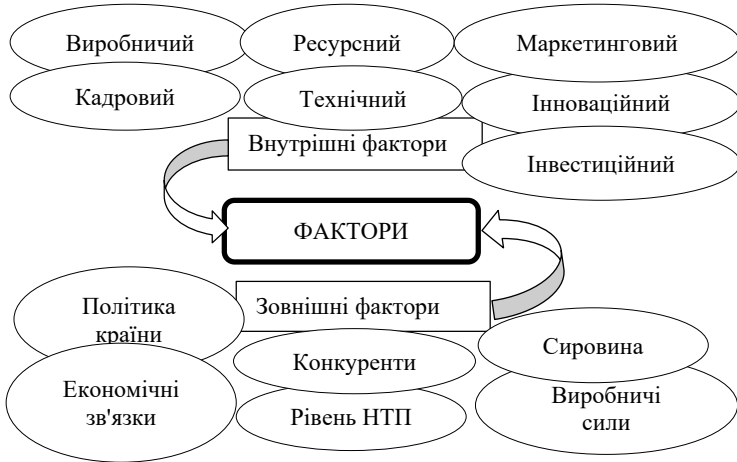 Виробничий
Ресурсний
Маркетинговий
Кадровий
Технічний
Інноваційний
Внутрішні фактори
Інвестиційний
ФАКТОРИ
Політика
країни
Зовнішні фактори
Сировина
Конкуренти
Економічні
зв'язки
Рівень НТП
Виробничі
сили